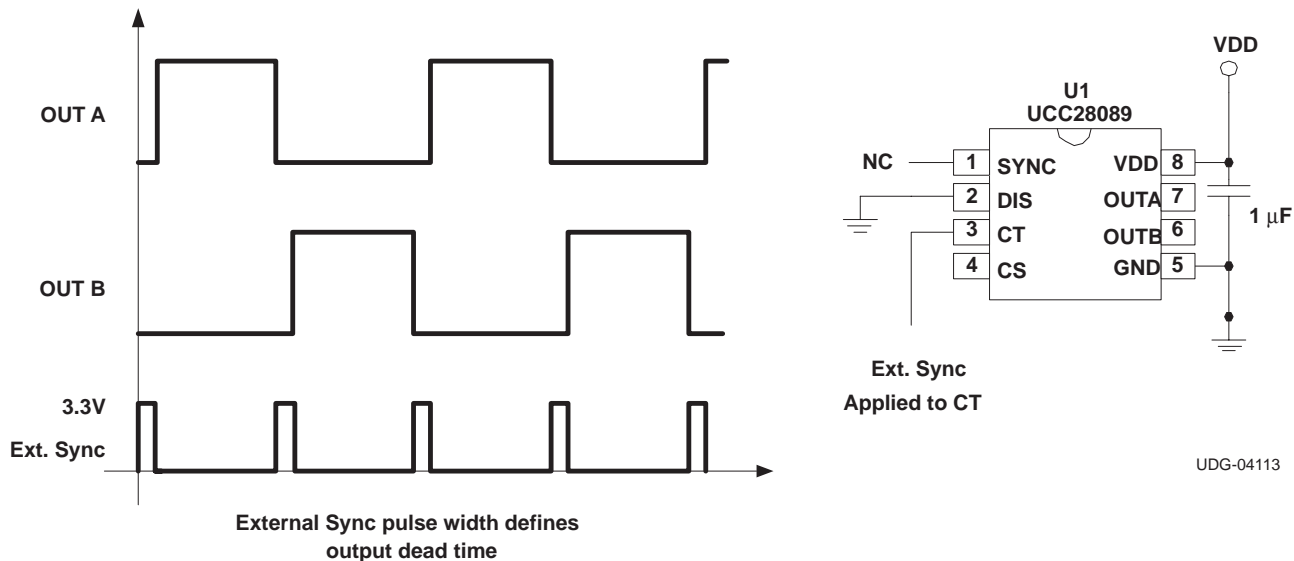 OUT A
OUT B
3.3V
Ext. Sync
External Sync pulse width defines
output dead time
VDD
U1
UCC28089
NC
1 SYNC VDD 8
2 DIS OUTA 7
3 CT OUTB 6
4 CS GND 5
1 μF
Ext. Sync
Applied to CT
UDG-04113